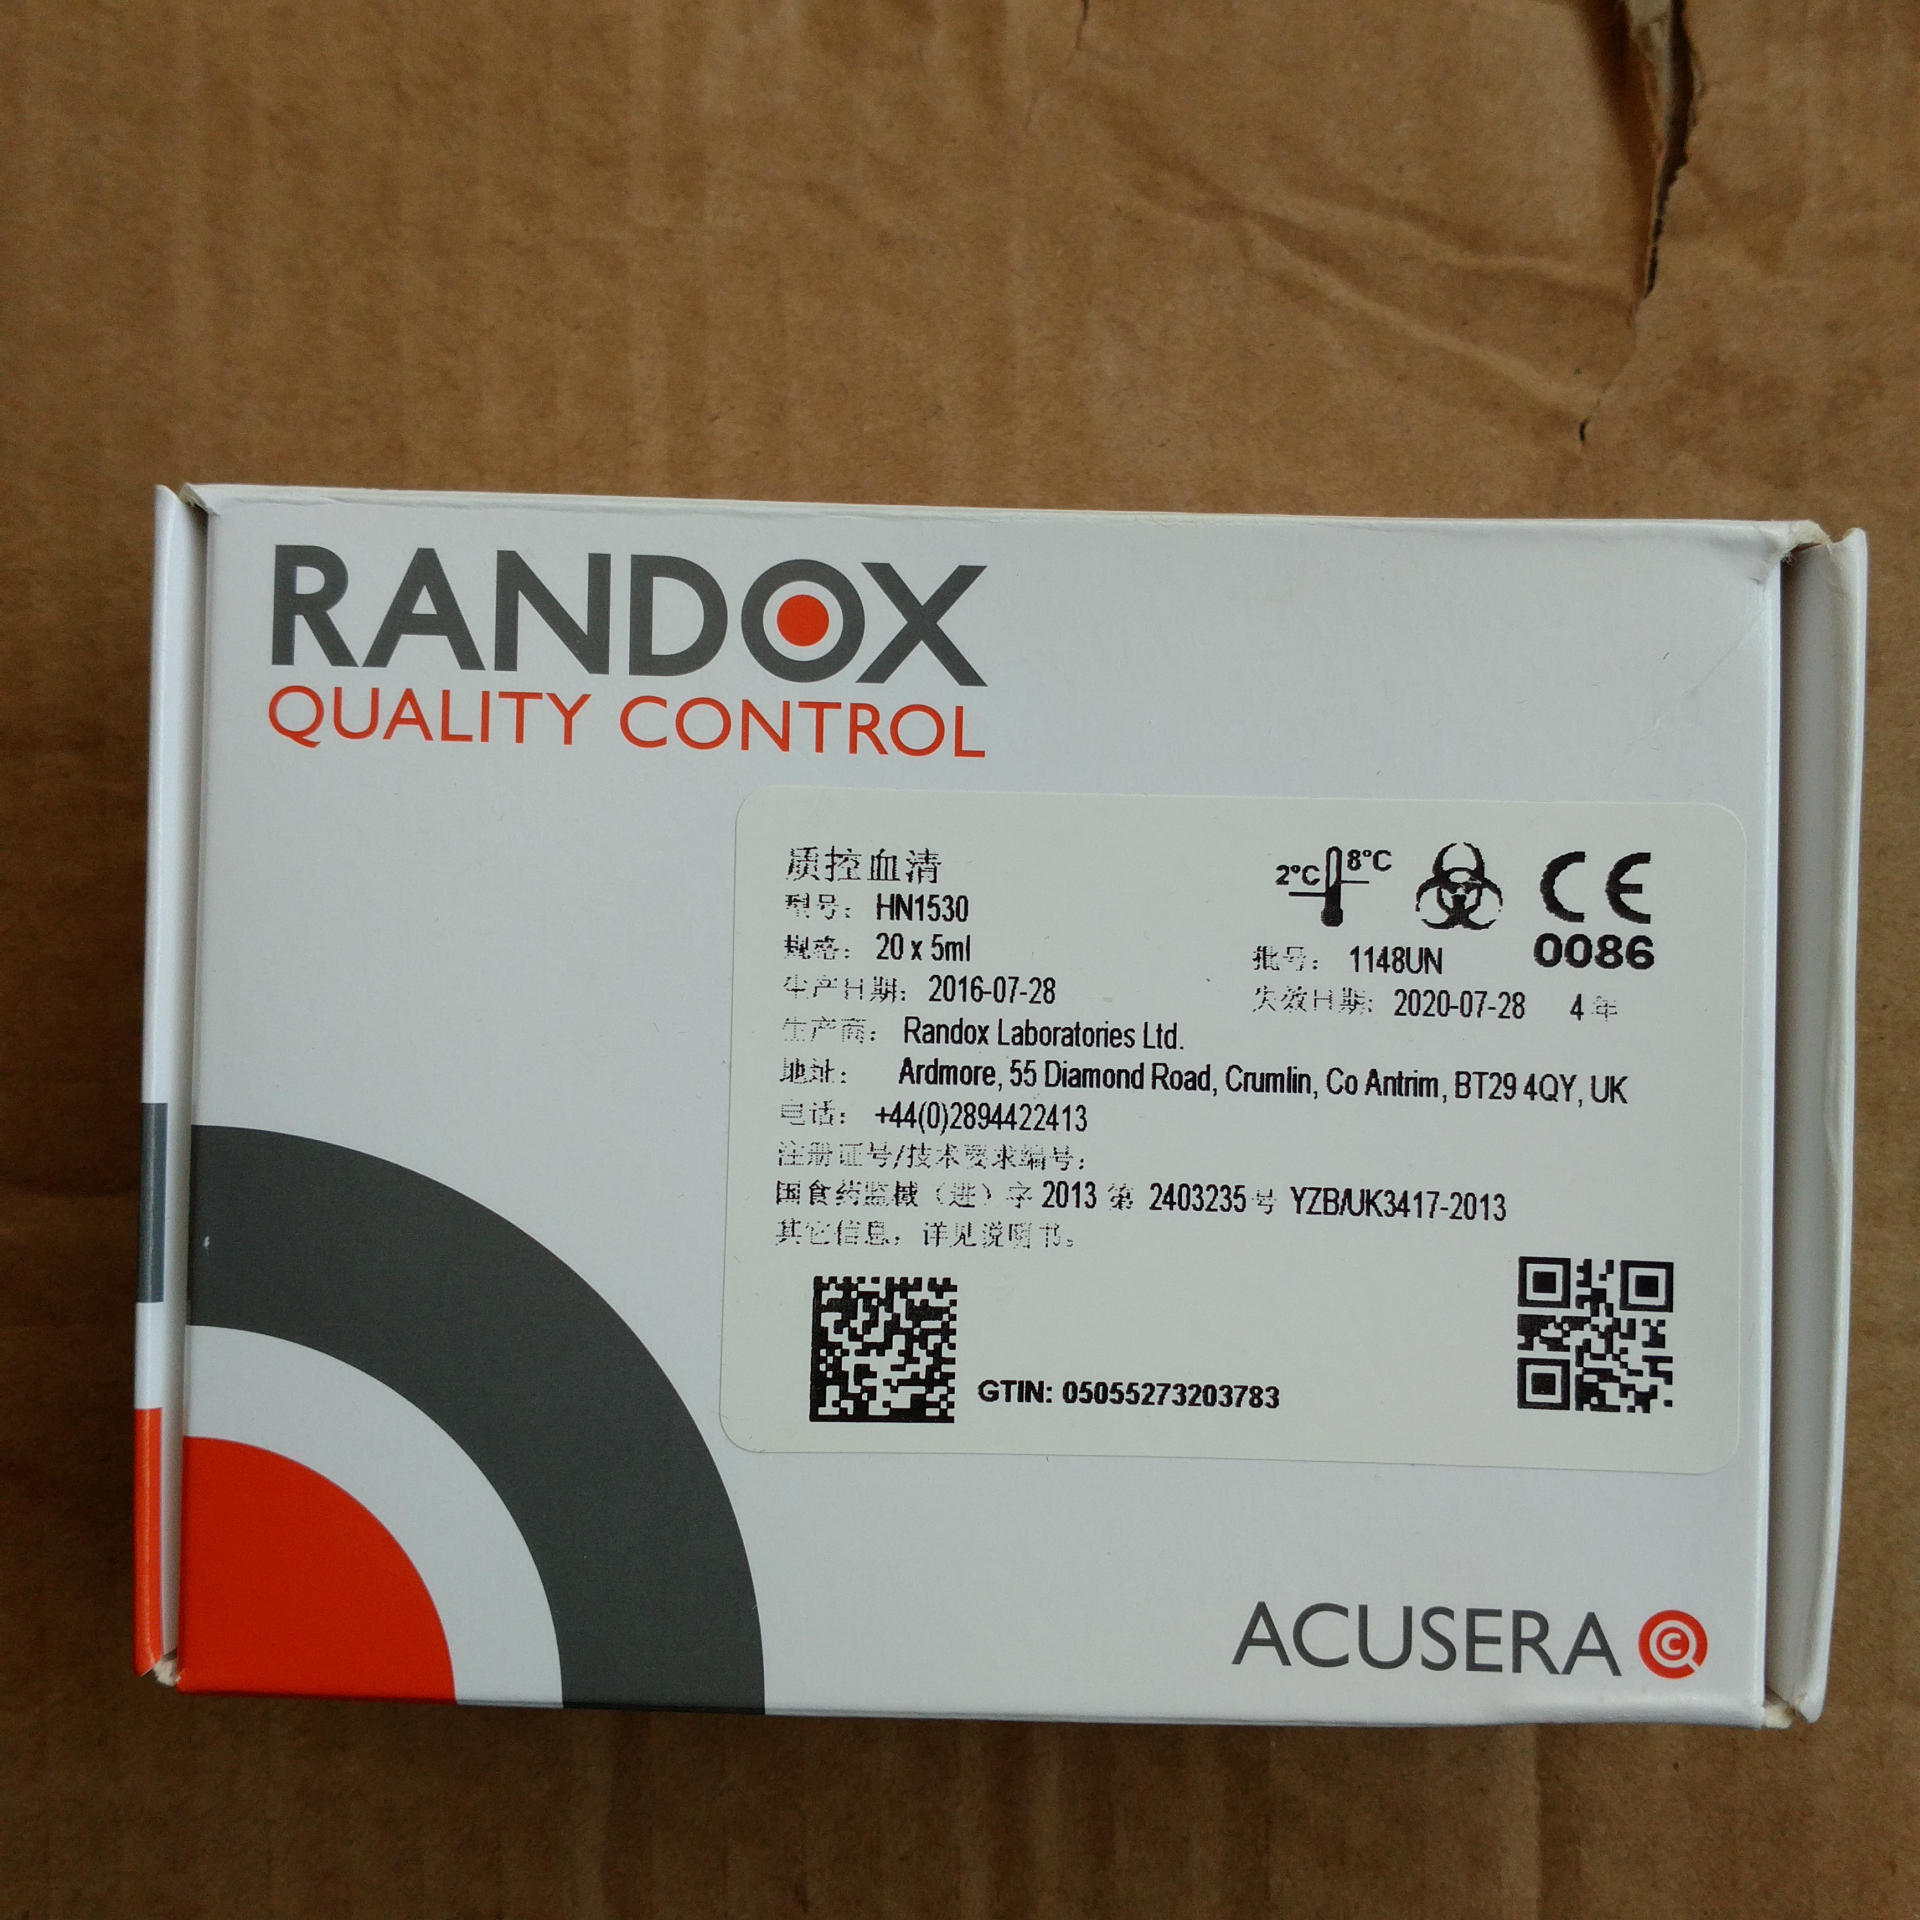 RANDOX
QUALITY CONTROL
质控血清
2°C 8°C
CE
0086
型号: HN1530
规格: 20 x 5ml
批号: 1148UN
生产日期: 2016-07-28
失效日期: 2020-07-28 4 年
生产商: Randox Laboratories Ltd.
地址: Ardmore, 55 Diamond Road, Crumlin, Co Antrim, BT29 4QY, UK
电话: +44(0)2894422413
注册证号/技术要求编号:
国食药监械（进）字 2013 第 2403235 号 YZB/UK3417-2013
其它信息，详见说明书。
GTIN: 05055273203783
ACUSERA